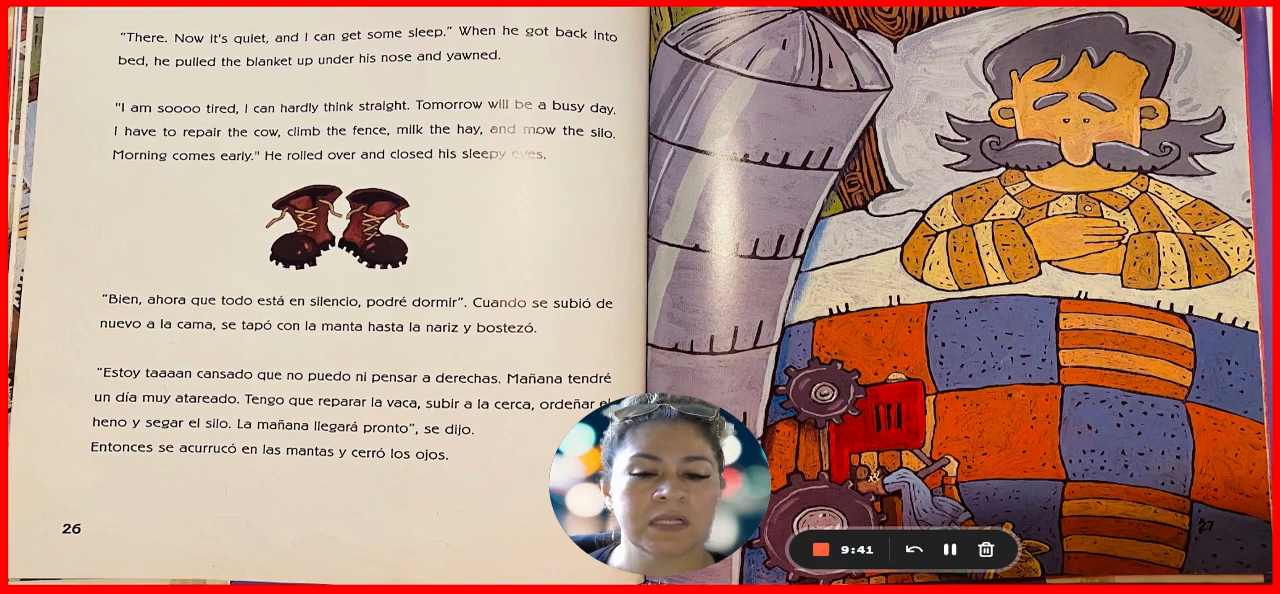 “There. Now it's quiet, and I can get some sleep.” When he got back into
bed, he pulled the blanket up under his nose and yawned.
"I am soooo tired, I can hardly think straight. Tomorrow will be a busy day.
I have to repair the cow, climb the fence, milk the hay, and mow the silo.
Morning comes early." He rolled over and closed his sleepy eyes.
“Bien, ahora que todo está en silencio, podré dormir”. Cuando se subió de
nuevo a la cama, se tapó con la manta hasta la nariz y bostezó.
“Estoy taaaan cansado que no puedo ni pensar a derechas. Mañana tendré
un día muy atareado. Tengo que reparar la vaca, subir a la cerca, ordeñar el
heno y segar el silo. La mañana llegará pronto”, se dijo.
Entonces se acurrucó en las mantas y cerró los ojos.
26
27
9:41